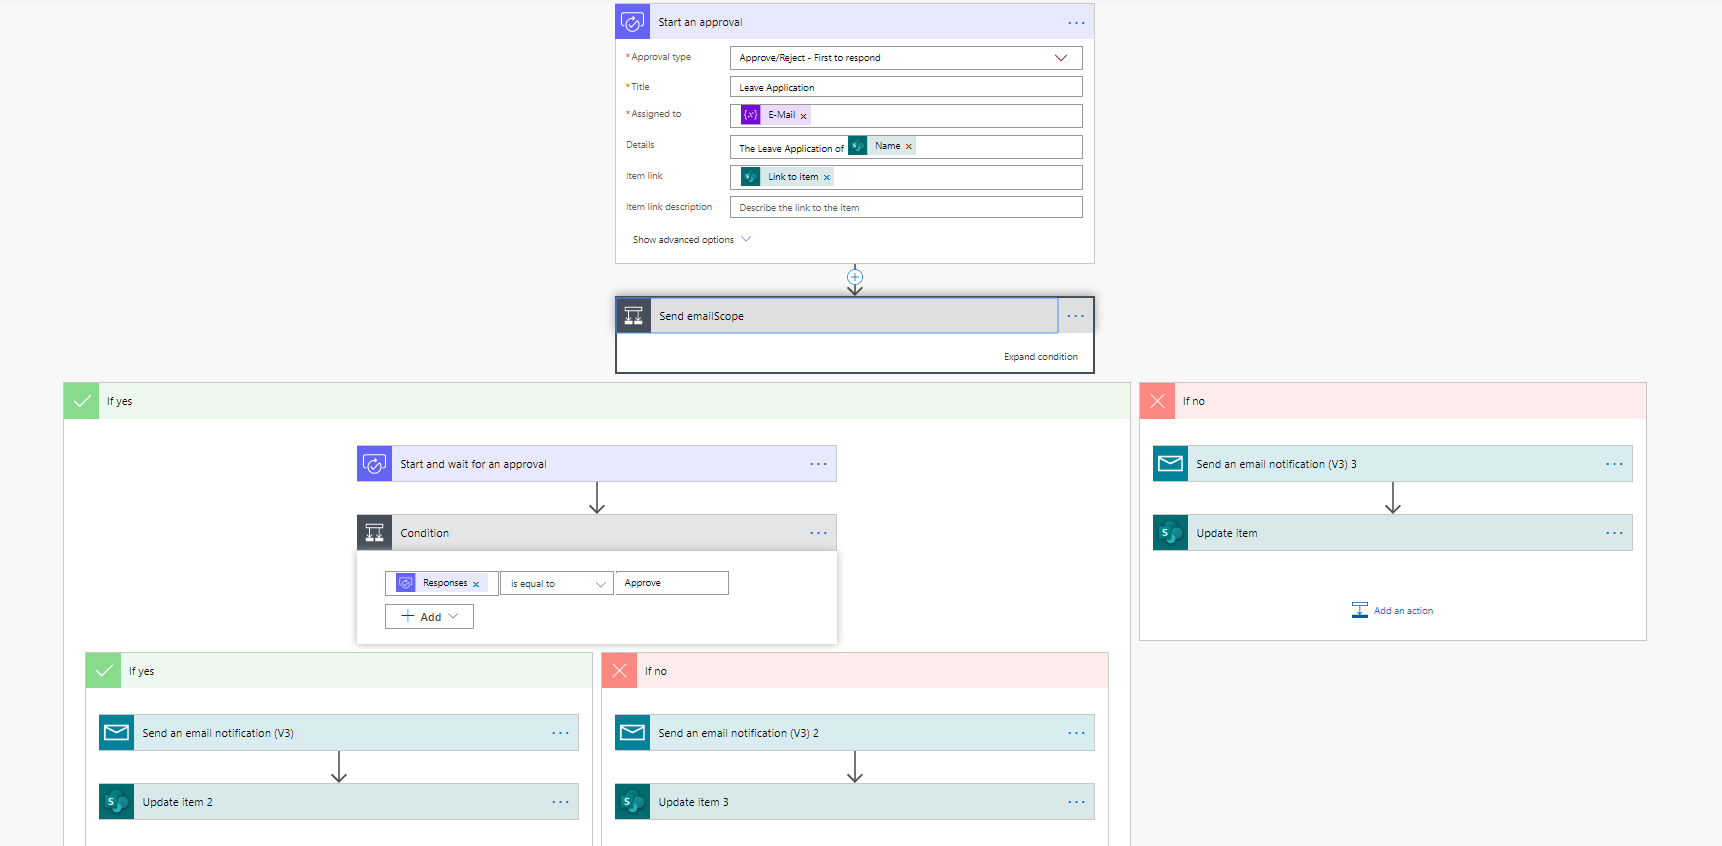 Start an approval
...
*Approval type
Approve/Reject - First to respond
*Title
Leave Application
*Assigned to
{x} E-Mail x
Details
The Leave Application of S Name x
Item link
S Link to item x
Item link description
Describe the link to the item
Show advanced options
Send emailScope
...
Expand condition
If yes
If no
Start and wait for an approval
...
Send an email notification (V3) 3
...
Condition
...
S Update item
...
Responses x
is equal to
Approve
+ Add
Add an action
If yes
If no
Send an email notification (V3)
...
Send an email notification (V3) 2
...
S Update item 2
...
S Update item 3
...